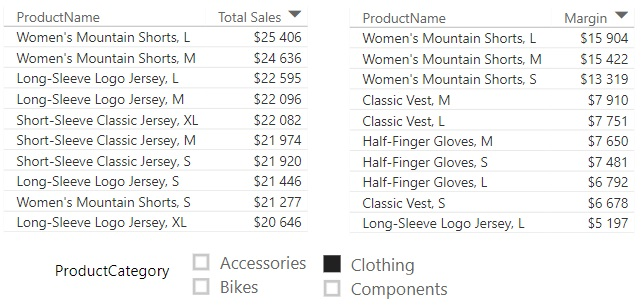 ProductName Total Sales
Women's Mountain Shorts, L $25 406
Women's Mountain Shorts, M $24 636
Long-Sleeve Logo Jersey, L $22 595
Long-Sleeve Logo Jersey, M $22 096
Short-Sleeve Classic Jersey, XL $22 082
Short-Sleeve Classic Jersey, M $21 974
Short-Sleeve Classic Jersey, S $21 920
Long-Sleeve Logo Jersey, S $21 446
Women's Mountain Shorts, S $21 277
Long-Sleeve Logo Jersey, XL $20 646
ProductName Margin
Women's Mountain Shorts, L $15 904
Women's Mountain Shorts, M $15 422
Women's Mountain Shorts, S $13 319
Classic Vest, M $7 910
Classic Vest, L $7 751
Half-Finger Gloves, M $7 650
Half-Finger Gloves, S $7 481
Half-Finger Gloves, L $6 792
Classic Vest, S $6 678
Long-Sleeve Logo Jersey, L $5 197
ProductCategory
Accessories Clothing
Bikes Components